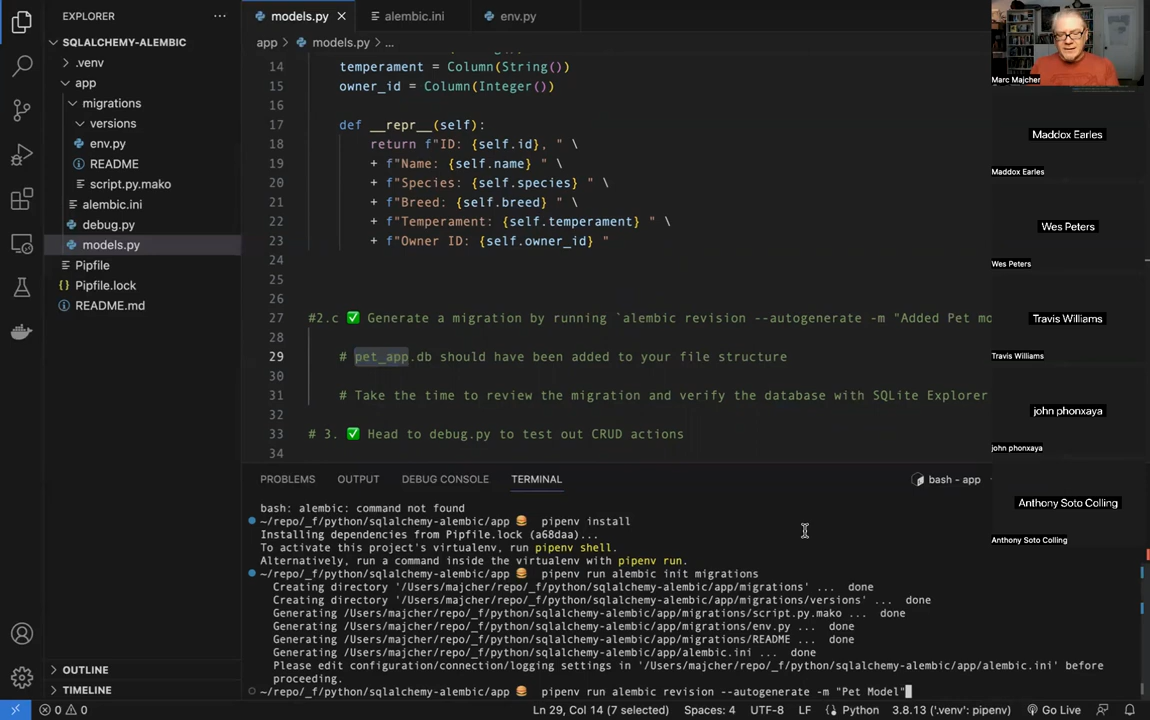 EXPLORER
SQLALCHEMY-ALEMBIC
.venv
app
migrations
versions
env.py
README
script.py.mako
alembic.ini
debug.py
models.py
Pipfile
Pipfile.lock
README.md
OUTLINE
TIMELINE
models.py
alembic.ini
env.py
app > models.py > ...
14 temperament = Column(String())
15 owner_id = Column(Integer())
16
17 def __repr__(self):
18 return f"ID: {self.id}, " \
19 + f"Name: {self.name} " \
20 + f"Species: {self.species} " \
21 + f"Breed: {self.breed} " \
22 + f"Temperament: {self.temperament} " \
23 + f"Owner ID: {self.owner_id} "
24
25
26
27 #2.c ✅ Generate a migration by running `alembic revision --autogenerate -m "Added Pet mo
28
29 # pet_app.db should have been added to your file structure
30
31 # Take the time to review the migration and verify the database with SQLite Explorer
32
33 # 3. ✅ Head to debug.py to test out CRUD actions
34
PROBLEMS OUTPUT DEBUG CONSOLE TERMINAL
bash - app
bash: alembic: command not found
~/repo/_f/python/sqlalchemy-alembic/app 🍔 pipenv install
Installing dependencies from Pipfile.lock (a68daa)...
To activate this project's virtualenv, run pipenv shell.
Alternatively, run a command inside the virtualenv with pipenv run.
~/repo/_f/python/sqlalchemy-alembic/app 🍔 pipenv run alembic init migrations
Creating directory '/Users/majcher/repo/_f/python/sqlalchemy-alembic/app/migrations' ... done
Creating directory '/Users/majcher/repo/_f/python/sqlalchemy-alembic/app/migrations/versions' ... done
Generating /Users/majcher/repo/_f/python/sqlalchemy-alembic/app/migrations/script.py.mako ... done
Generating /Users/majcher/repo/_f/python/sqlalchemy-alembic/app/migrations/env.py ... done
Generating /Users/majcher/repo/_f/python/sqlalchemy-alembic/app/migrations/README ... done
Generating /Users/majcher/repo/_f/python/sqlalchemy-alembic/app/alembic.ini ... done
Please edit configuration/connection/logging settings in '/Users/majcher/repo/_f/python/sqlalchemy-alembic/app/alembic.ini' before
proceeding.
~/repo/_f/python/sqlalchemy-alembic/app 🍔 pipenv run alembic revision --autogenerate -m "Pet Model"
Marc Majcher
Maddox Earles
Maddox Earles
Wes Peters
Wes Peters
Travis Williams
Travis Williams
john phonxaya
john phonxaya
Anthony Soto Colling
Anthony Soto Colling
0 0 Ln 29, Col 14 (7 selected) Spaces: 4 UTF-8 LF Python 3.8.13 ('.venv': pipenv) Go Live